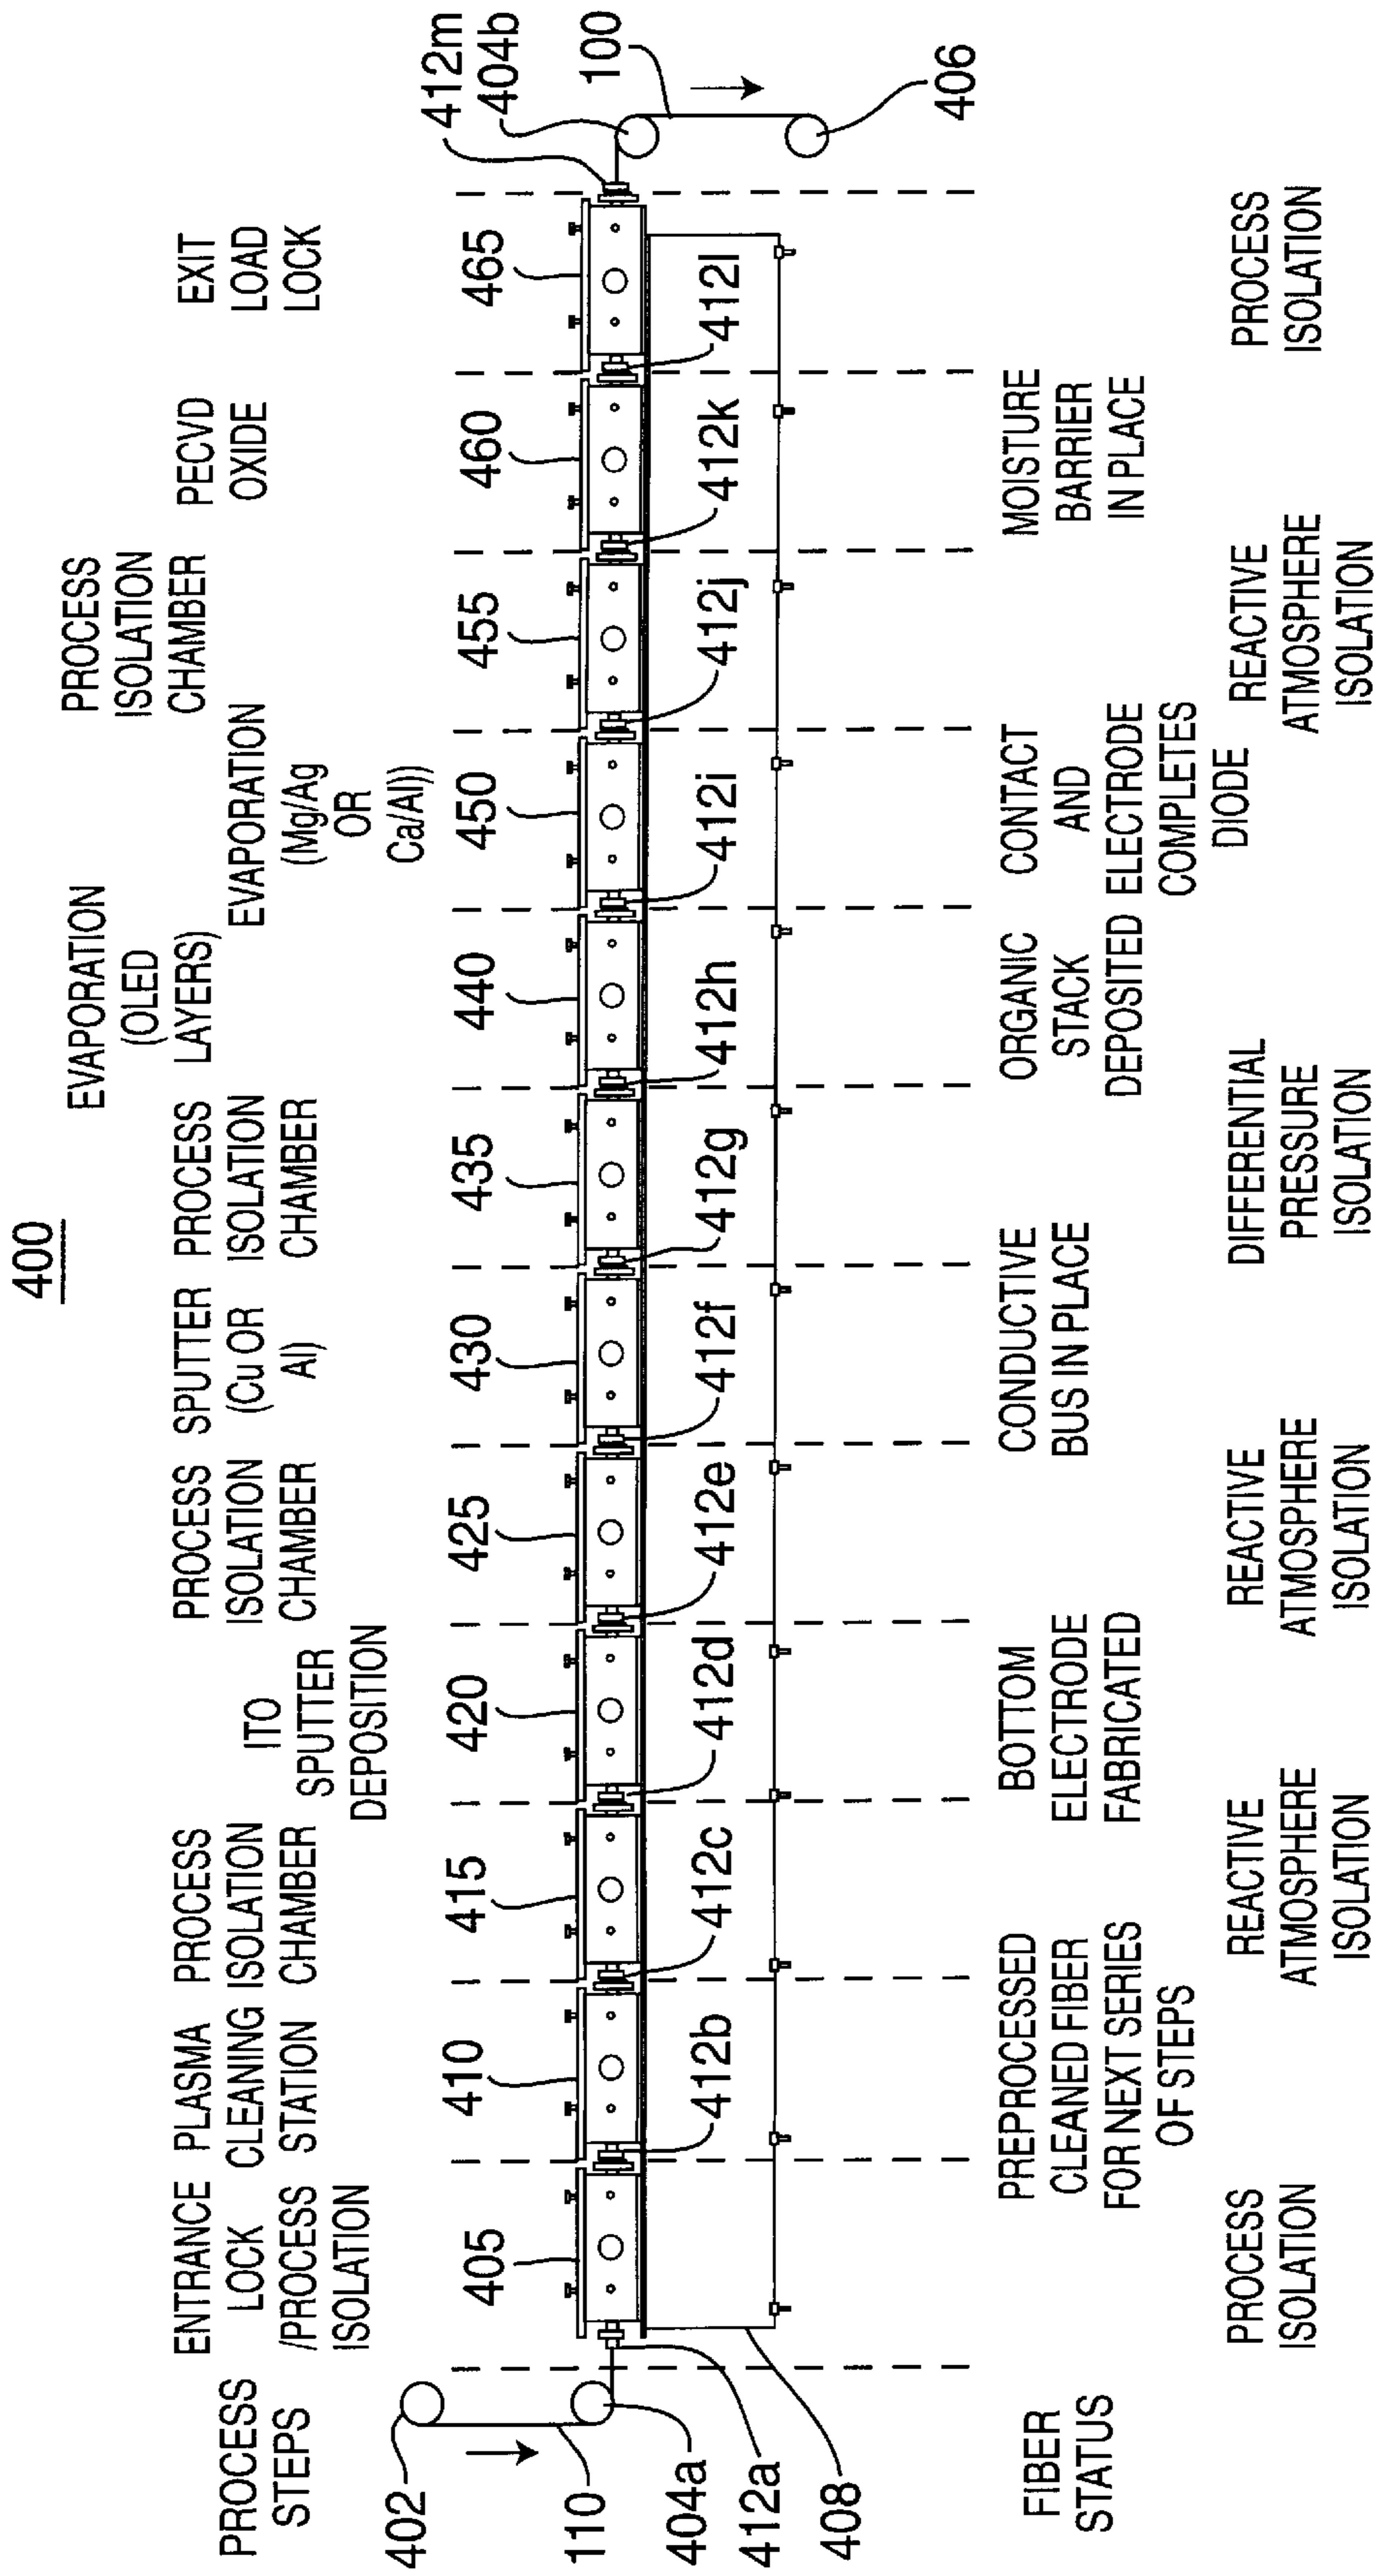 400
PROCESS
STEPS
ENTRANCE
LOCK
/PROCESS
ISOLATION
PLASMA
CLEANING
STATION
PROCESS
ISOLATION
CHAMBER
ITO
SPUTTER
DEPOSITION
PROCESS
ISOLATION
CHAMBER
SPUTTER
(Cu OR
Al)
PROCESS
ISOLATION
CHAMBER
EVAPORATION
(OLED
LAYERS)
EVAPORATION
(Mg/Ag
OR
Ca/Al))
PROCESS
ISOLATION
CHAMBER
PECVD
OXIDE
EXIT
LOAD
LOCK
402
405
410
415
420
425
430
435
440
450
455
460
465
412m
404b
100
406
110
404a
412a
408
412b
412c
412d
412e
412f
412g
412h
412i
412j
412k
412l
FIBER
STATUS
PREPROCESSED
CLEANED FIBER
FOR NEXT SERIES
OF STEPS
BOTTOM
ELECTRODE
FABRICATED
CONDUCTIVE
BUS IN PLACE
ORGANIC
STACK
DEPOSITED
CONTACT
AND
ELECTRODE
COMPLETES
DIODE
MOISTURE
BARRIER
IN PLACE
PROCESS
ISOLATION
REACTIVE
ATMOSPHERE
ISOLATION
REACTIVE
ATMOSPHERE
ISOLATION
DIFFERENTIAL
PRESSURE
ISOLATION
REACTIVE
ATMOSPHERE
ISOLATION
PROCESS
ISOLATION